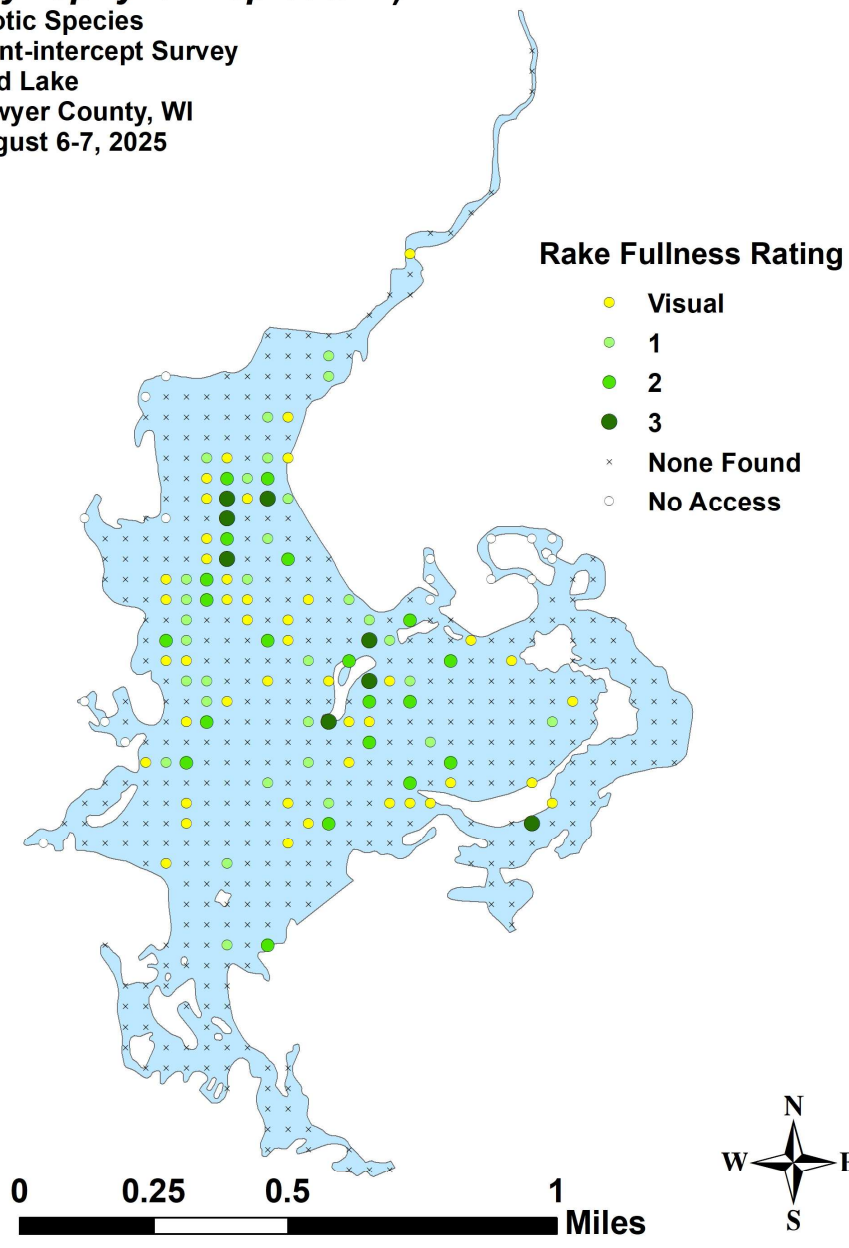 otic Species
nt-intercept Survey
d Lake
wyer County, WI
gust 6-7, 2025
Rake Fullness Rating
Visual
1
2
3
None Found
No Access
N
W E
S
0 0.25 0.5 1
Miles